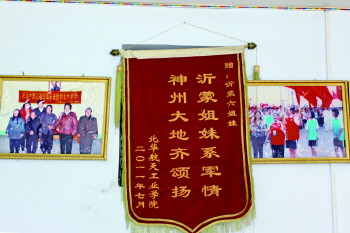 赠：沂蒙六姐妹
沂蒙姐妹系军情
神州大地齐颂扬
北华航天工业学院
二〇一一年七月